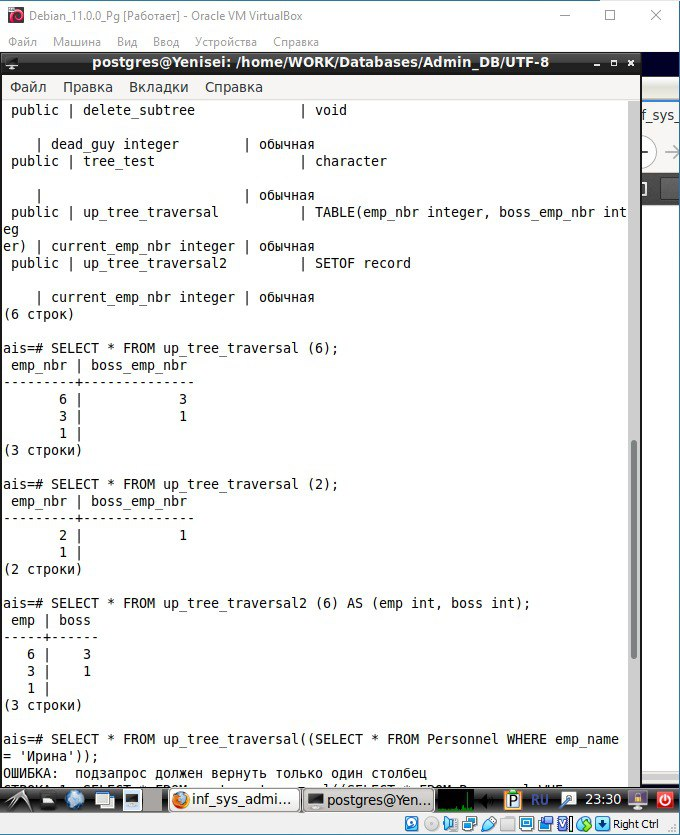 Debian_11.0.0_Pg [Работает] - Oracle VM VirtualBox
Файл Машина Вид Ввод Устройства Справка
postgres@Yenisei: /home/WORK/Databases/Admin_DB/UTF-8
Файл Правка Вкладки Справка
public | delete_subtree | void
| dead_guy integer | обычная
public | tree_test | character
| | обычная
public | up_tree_traversal | TABLE(emp_nbr integer, boss_emp_nbr int
eg
er) | current_emp_nbr integer | обычная
public | up_tree_traversal2 | SETOF record
| current_emp_nbr integer | обычная
(6 строк)
ais=# SELECT * FROM up_tree_traversal (6);
emp_nbr | boss_emp_nbr
---------+--------------
6 | 3
3 | 1
1 |
(3 строки)
ais=# SELECT * FROM up_tree_traversal (2);
emp_nbr | boss_emp_nbr
---------+--------------
2 | 1
1 |
(2 строки)
ais=# SELECT * FROM up_tree_traversal2 (6) AS (emp int, boss int);
emp | boss
-----+------
6 | 3
3 | 1
1 |
(3 строки)
ais=# SELECT * FROM up_tree_traversal((SELECT * FROM Personnel WHERE emp_name
= 'Ирина'));
ОШИБКА: подзапрос должен вернуть только один столбец
f_sys_
inf_sys_admi...
postgres@Yen...
RU
23:30
Right Ctrl